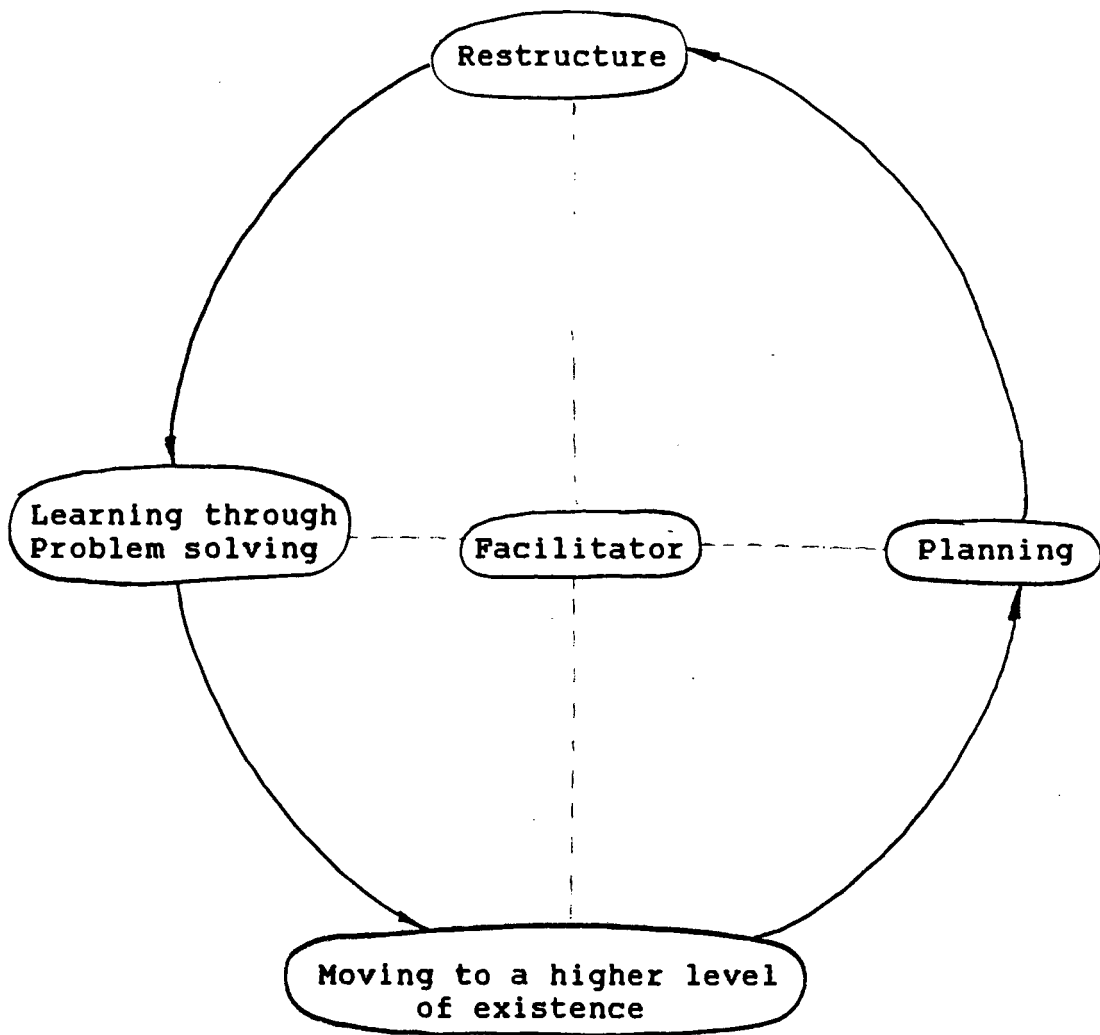 Restructure
Learning through
Problem solving
Facilitator
Planning
Moving to a higher level
of existence